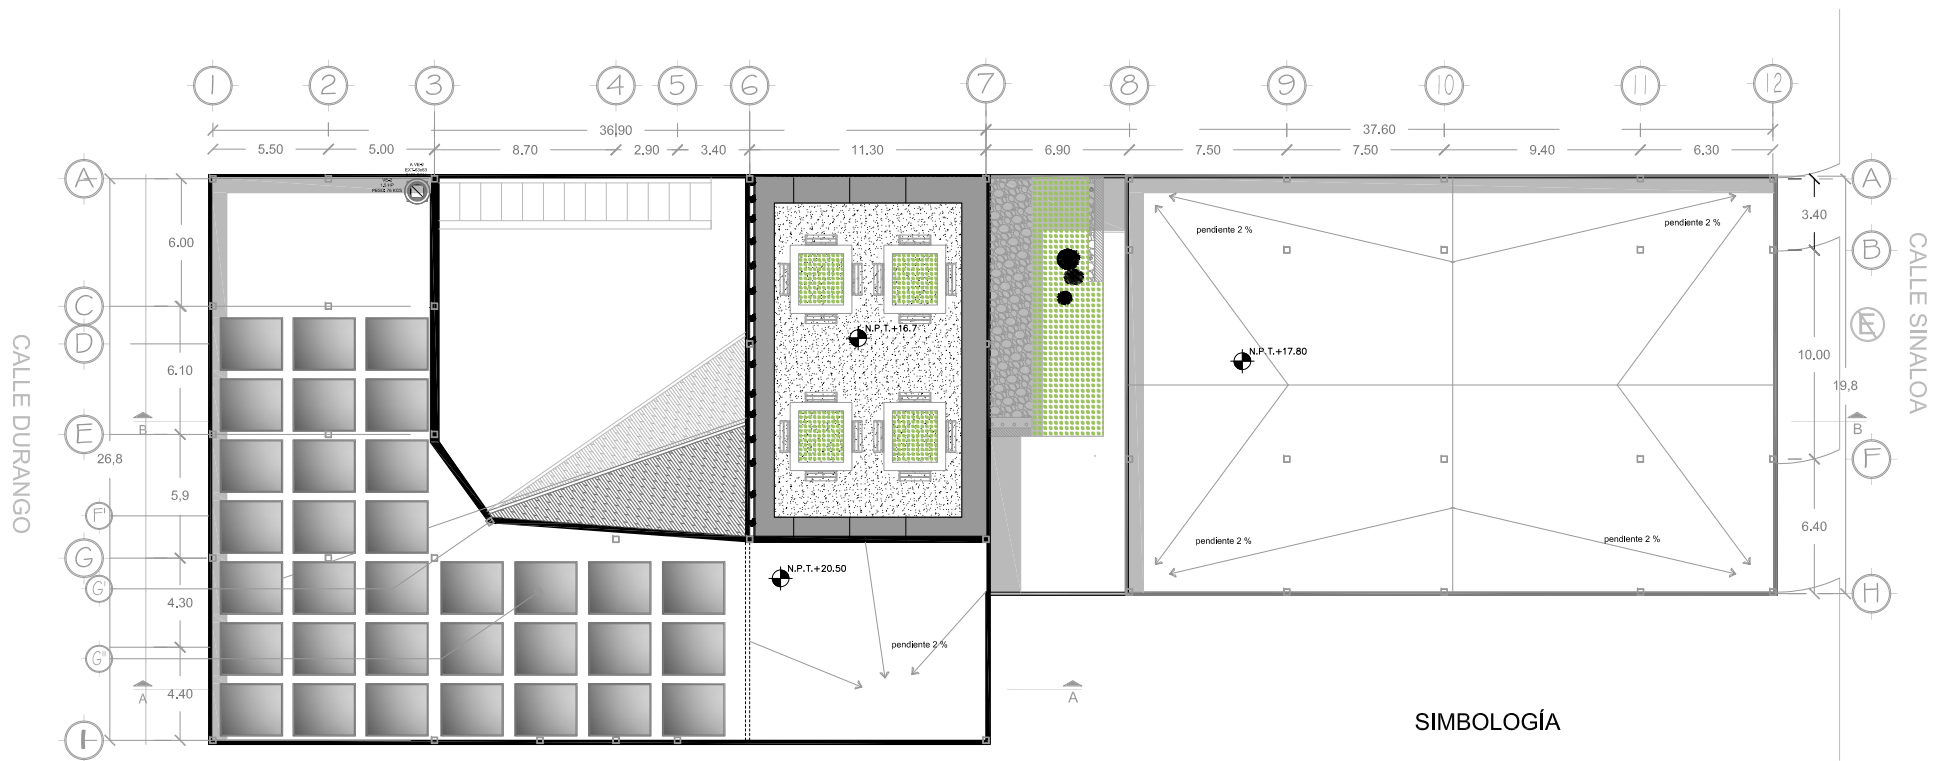 1 2 3 4 5 6 7 8 9 10 11 12
36.90 37.60
5.50 5.00 8.70 2.90 3.40 11.30 6.90 7.50 7.50 9.40 6.30
A A
1.5 HP
3.40
6.00
pendiente 2 % pendiente 2 %
B
C
CALLE SINALOA
E
D
N.P.T.+16.7
N.P.T.+17.80
10,00
6.10
19,8
CALLE DURANGO
B B
E
26,8
F
5,9
F'
6.40
pendiente 2 % pendiente 2 %
G
N.P.T.+20.50
G'
4.30
H
pendiente 2 %
G"
4,40
A A
SIMBOLOGÍA
I